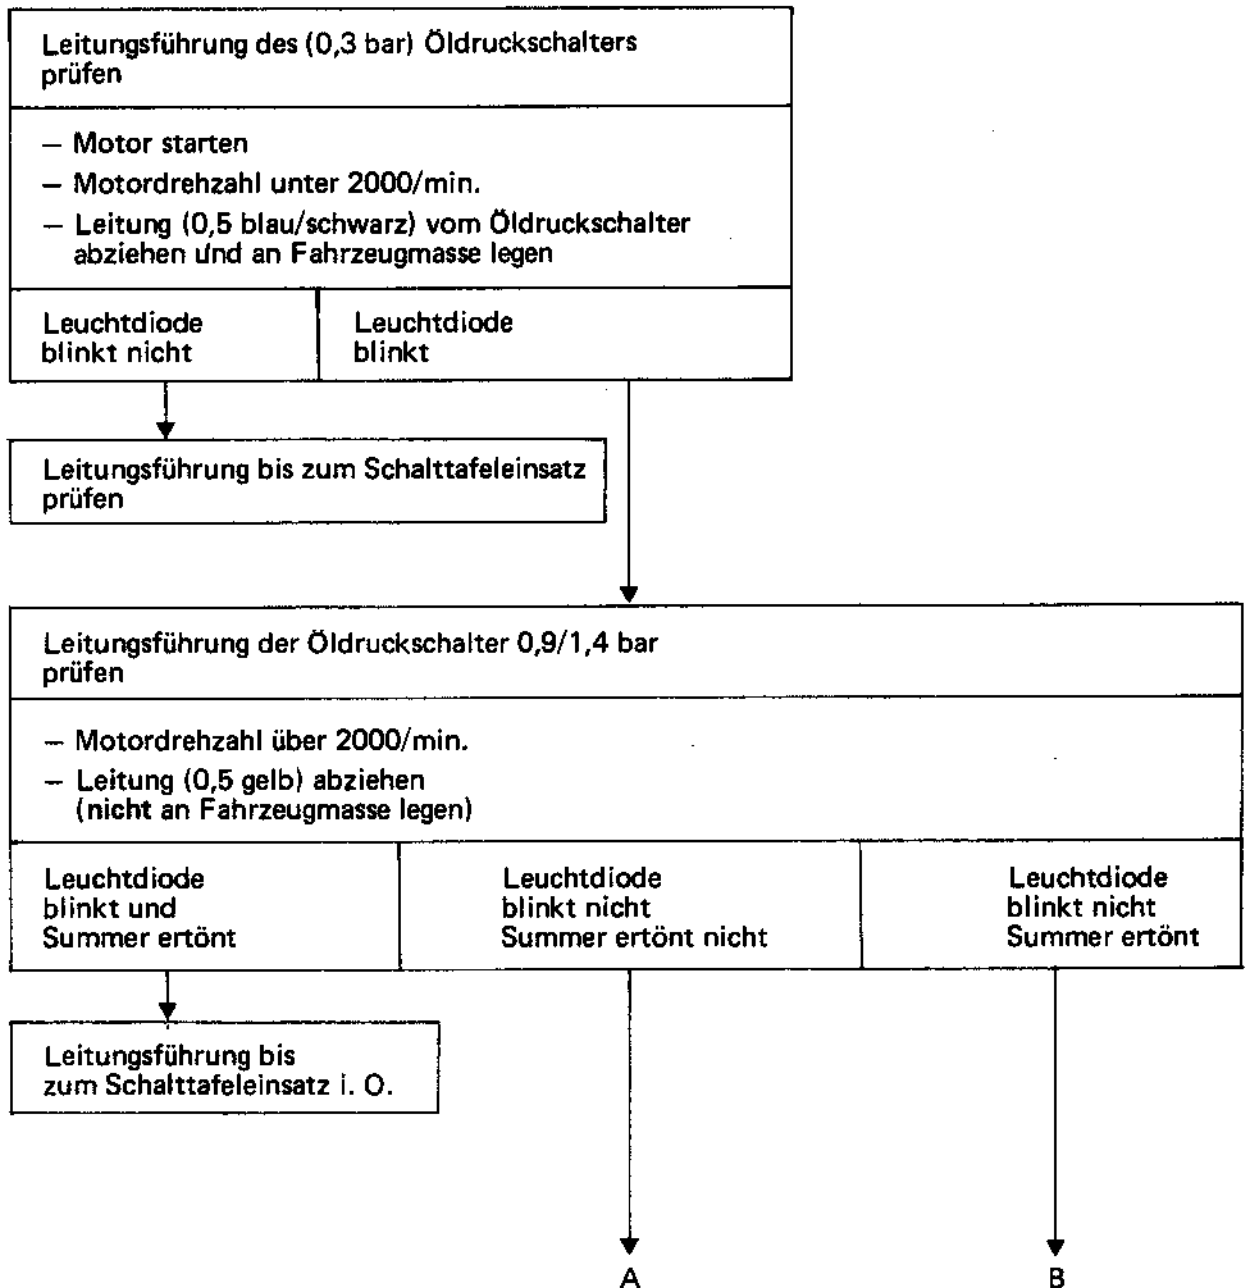 Leitungsführung des (0,3 bar) Öldruckschalters
prüfen
– Motor starten
– Motordrehzahl unter 2000/min.
– Leitung (0,5 blau/schwarz) vom Öldruckschalter
abziehen und an Fahrzeugmasse legen
Leuchtdiode
blinkt nicht
Leuchtdiode
blinkt
Leitungsführung bis zum Schalttafeleinsatz
prüfen
Leitungsführung der Öldruckschalter 0,9/1,4 bar
prüfen
– Motordrehzahl über 2000/min.
– Leitung (0,5 gelb) abziehen
(nicht an Fahrzeugmasse legen)
Leuchtdiode
blinkt und
Summer ertönt
Leuchtdiode
blinkt nicht
Summer ertönt nicht
Leuchtdiode
blinkt nicht
Summer ertönt
Leitungsführung bis
zum Schalttafeleinsatz i. O.
A
B